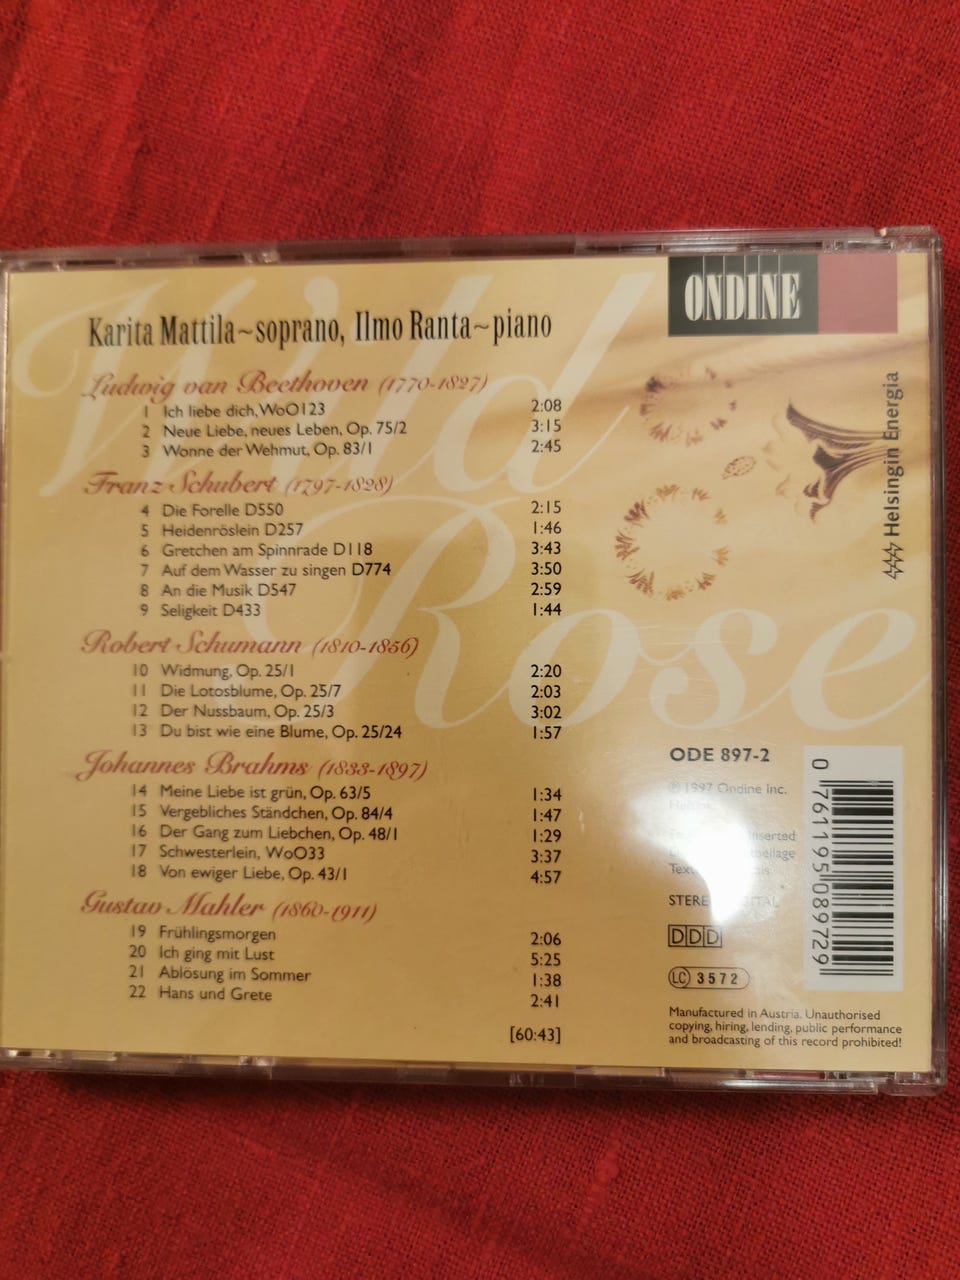 Wild Rose
ONDINE
Karita Mattila~soprano, Ilmo Ranta~piano
Ludwig van Beethoven (1770-1827)
1 Ich liebe dich, WoO123 2:08
2 Neue Liebe, neues Leben, Op. 75/2 3:15
3 Wonne der Wehmut, Op. 83/1 2:45
Franz Schubert (1797-1828)
4 Die Forelle D550 2:15
5 Heidenröslein D257 1:46
6 Gretchen am Spinnrade D118 3:43
7 Auf dem Wasser zu singen D774 3:50
8 An die Musik D547 2:59
9 Seligkeit D433 1:44
Robert Schumann (1810-1856)
10 Widmung, Op. 25/1 2:20
11 Die Lotosblume, Op. 25/7 2:03
12 Der Nussbaum, Op. 25/3 3:02
13 Du bist wie eine Blume, Op. 25/24 1:57
Johannes Brahms (1833-1897)
14 Meine Liebe ist grün, Op. 63/5 1:34
15 Vergebliches Ständchen, Op. 84/4 1:47
16 Der Gang zum Liebchen, Op. 48/1 1:29
17 Schwesterlein, WoO33 3:37
18 Von ewiger Liebe, Op. 43/1 4:57
Gustav Mahler (1860-1911)
19 Frühlingsmorgen 2:06
20 Ich ging mit Lust 5:25
21 Ablösung im Sommer 1:38
22 Hans und Grete 2:41
[60:43]
Helsingin Energia
ODE 897-2
℗ 1997 Ondine Inc.
inserted
STEREO
DDD
LC 3572
Manufactured in Austria. Unauthorised
copying, hiring, lending, public performance
and broadcasting of this record prohibited!
0 761195 089729